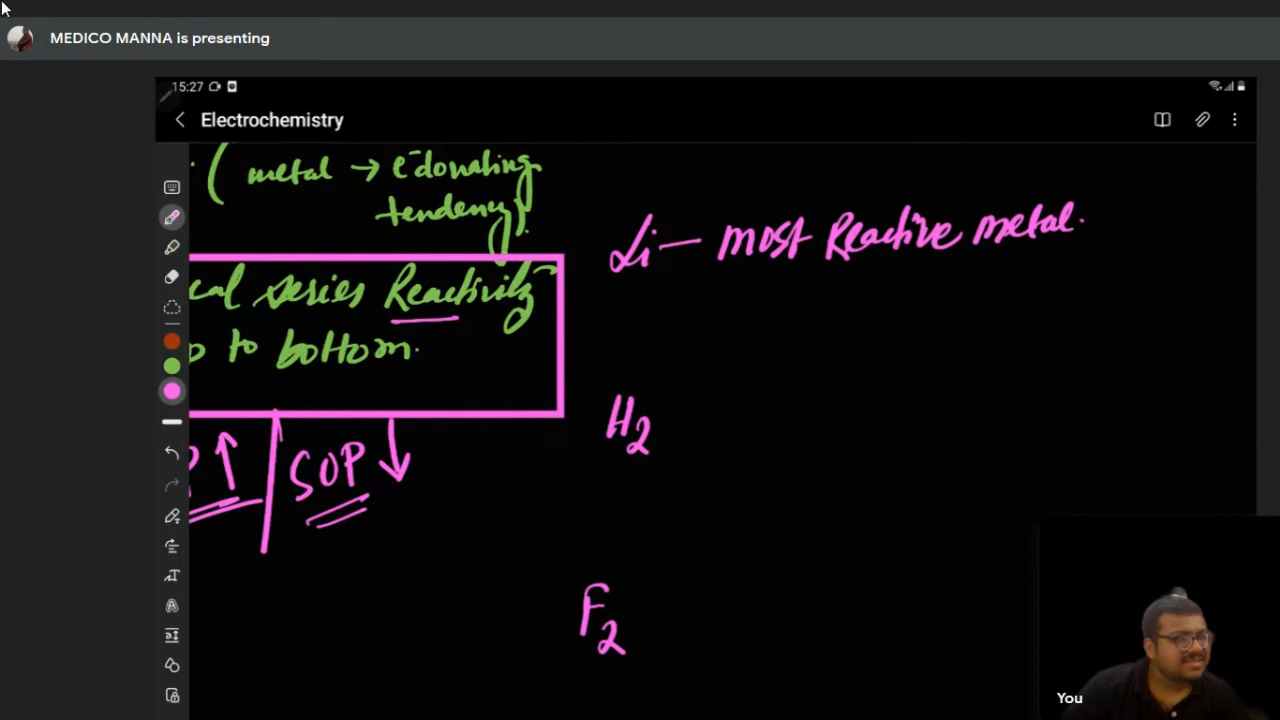 MEDICO MANNA is presenting
15:27
Electrochemistry
( metal → e⁻donating
tendency).
Li — most Reactive metal.
cal series Reactivity
to bottom.
P ↑ / SOP ↓
H2
F2
You